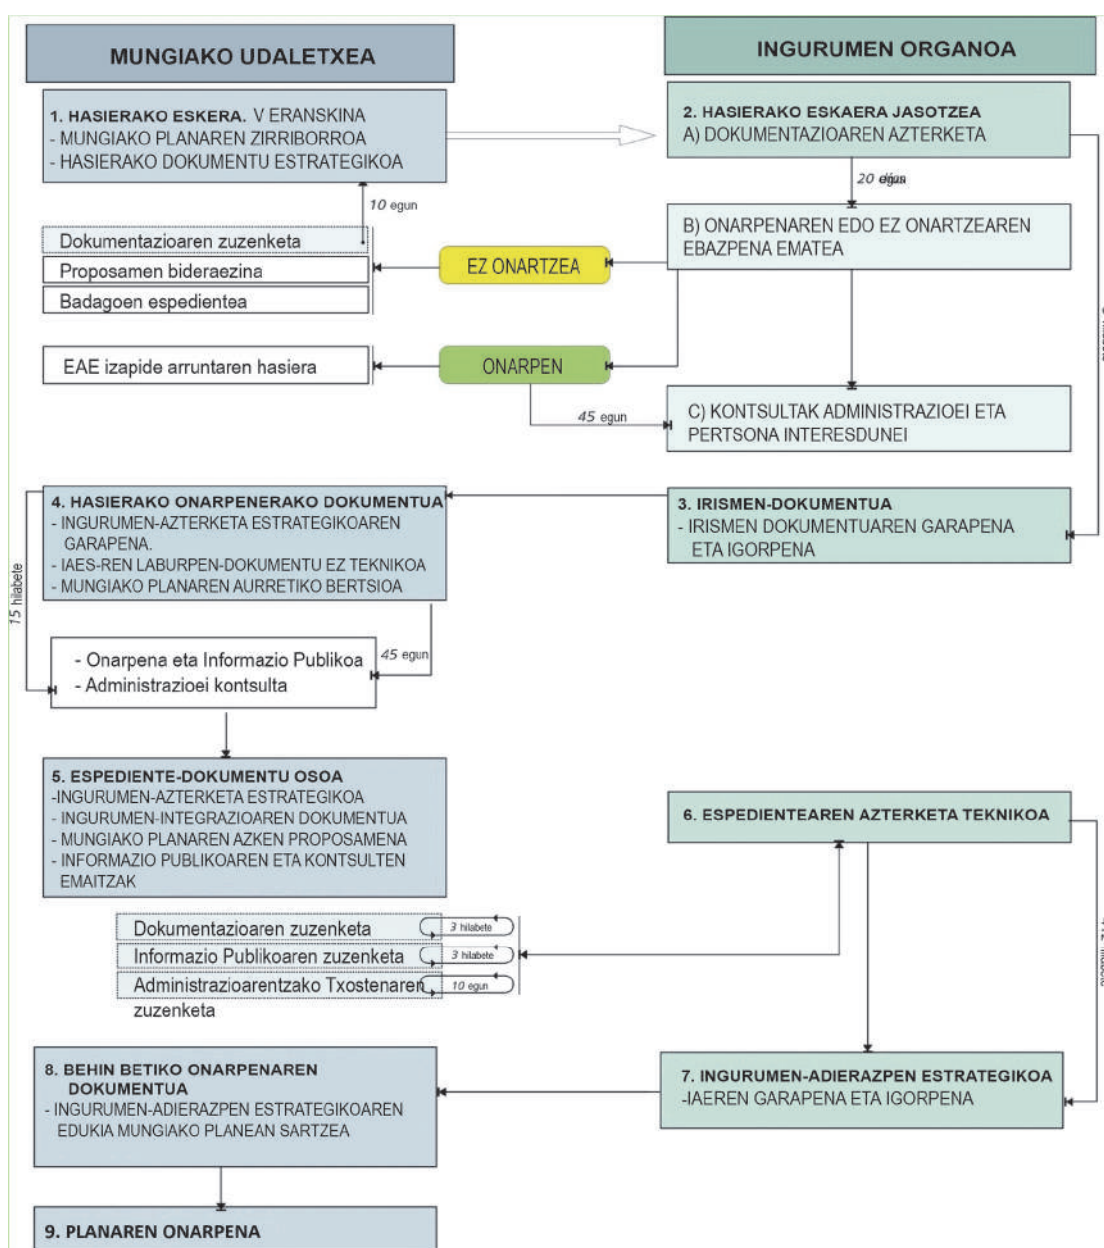 MUNGIAKO UDALETXEA
INGURUMEN ORGANOA
1. HASIERAKO ESKERA. V ERANSKINA
- MUNGIAKO PLANAREN ZIRRIBORROA
- HASIERAKO DOKUMENTU ESTRATEGIKOA
2. HASIERAKO ESKAERA JASOTZEA
A) DOKUMENTAZIOAREN AZTERKETA
20
10 egun
B) ONARPENAREN EDO EZ ONARTZEAREN
EBAZPENA EMATEA
Dokumentazioaren zuzenketa
Proposamen bideraezina
Badagoen espedientea
EZ ONARTZEA
EAE izapide arruntaren hasiera
ONARPEN
45 egun
C) KONTSULTAK ADMINISTRAZIOEI ETA
PERTSONA INTERESDUNEI
4. HASIERAKO ONARPENERAKO DOKUMENTUA
- INGURUMEN-AZTERKETA ESTRATEGIKOAREN
GARAPENA.
- IAES-REN LABURPEN-DOKUMENTU EZ TEKNIKOA
- MUNGIAKO PLANAREN AURRETIKO BERTSIOA
3. IRISMEN-DOKUMENTUA
- IRISMEN DOKUMENTUAREN GARAPENA
ETA IGORPENA
15 hilabete
45 egun
- Onarpena eta Informazio Publikoa
- Administrazioei kontsulta
5. ESPEDIENTE-DOKUMENTU OSOA
-INGURUMEN-AZTERKETA ESTRATEGIKOA
- INGURUMEN-INTEGRAZIOAREN DOKUMENTUA
- MUNGIAKO PLANAREN AZKEN PROPOSAMENA
- INFORMAZIO PUBLIKOAREN ETA KONTSULTEN
EMAITZAK
6. ESPEDIENTEAREN AZTERKETA TEKNIKOA
Dokumentazioaren zuzenketa
3 hilabete
Informazio Publikoaren zuzenketa
3 hilabete
Administrazioarentzako Txostenaren
zuzenketa
10 egun
8. BEHIN BETIKO ONARPENAREN
DOKUMENTUA
- INGURUMEN-ADIERAZPEN ESTRATEGIKOAREN
EDUKIA MUNGIAKO PLANEAN SARTZEA
7. INGURUMEN-ADIERAZPEN ESTRATEGIKOA
-IAEREN GARAPENA ETA IGORPENA
9. PLANAREN ONARPENA